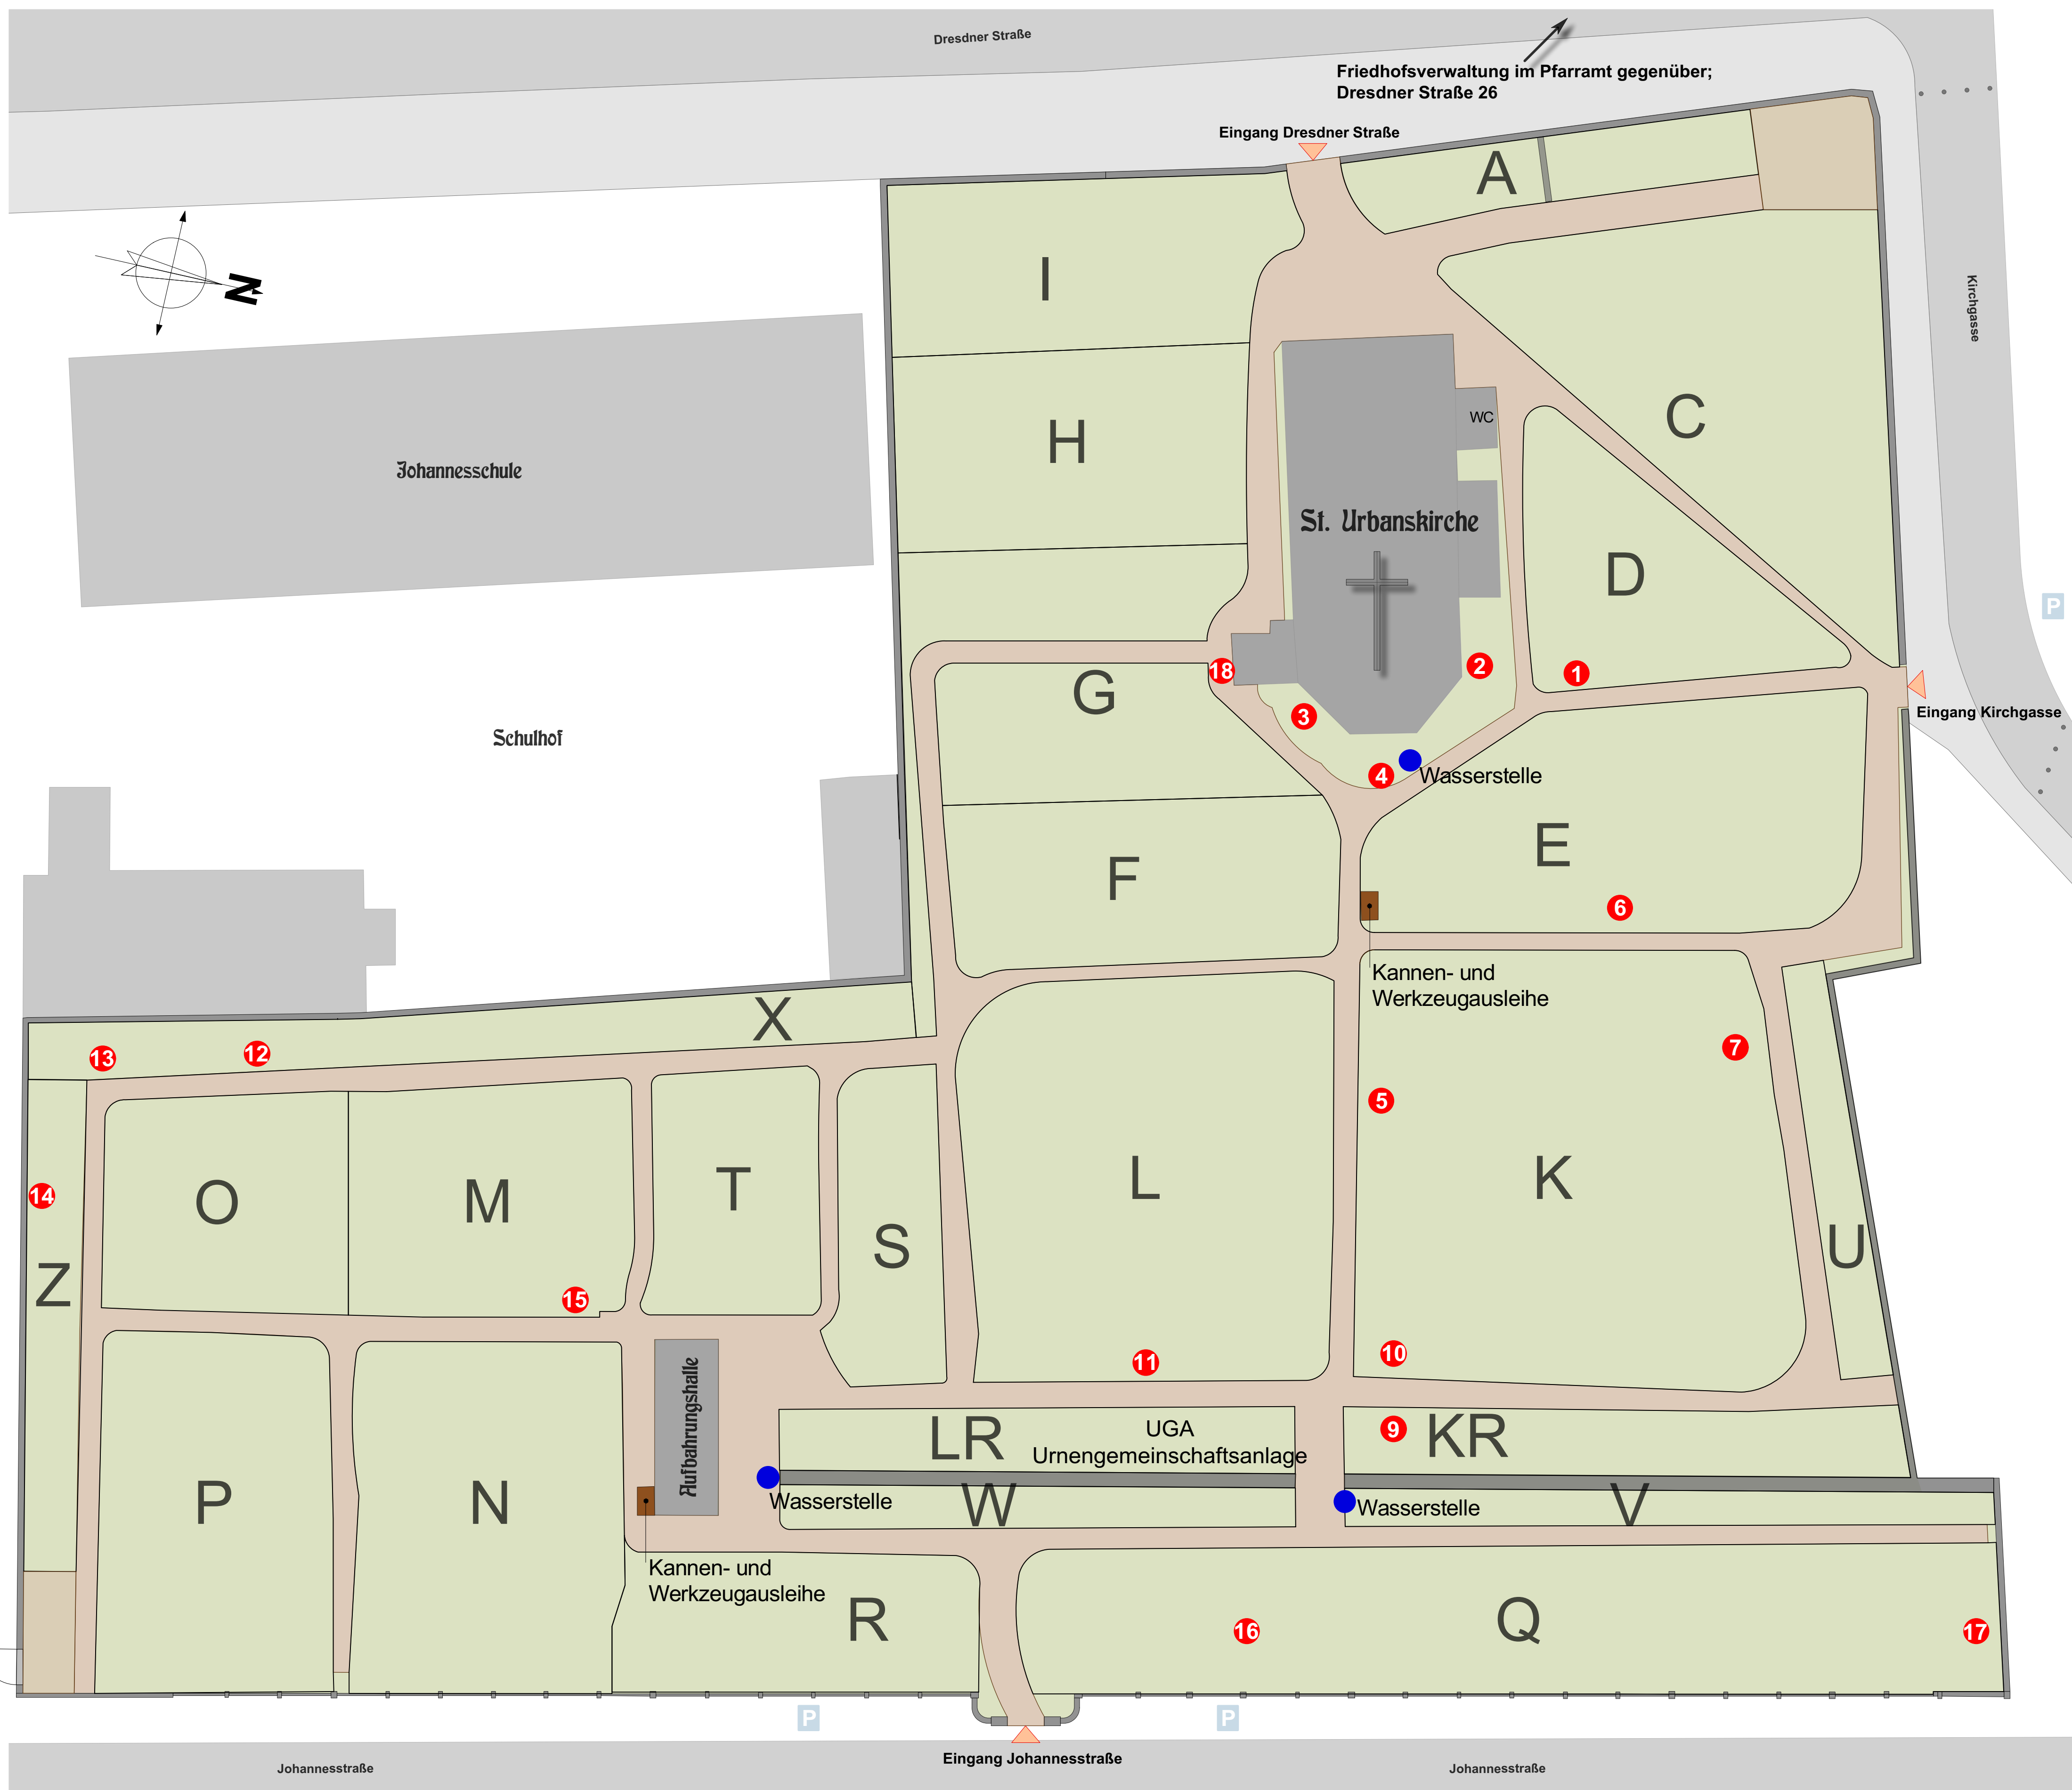 Dresdner Straße
Friedhofsverwaltung im Pfarramt gegenüber;
Dresdner Straße 26
Eingang Dresdner Straße
A
N
I
Kirchgasse
H
WC
C
Johannesschule
St. Urbanskirche
D
P
G
18
2
1
3
Eingang Kirchgasse
Schulhof
4
Wasserstelle
E
F
6
Kannen- und
Werkzeugausleihe
X
13
12
7
5
O
M
T
L
K
14
S
U
Z
15
11
10
Aufbahrungshalle
LR
UGA
Urnengemeinschaftsanlage
9
KR
P
N
Wasserstelle
W
Wasserstelle
V
Kannen- und
Werkzeugausleihe
R
16
Q
17
P
P
Eingang Johannesstraße
Johannesstraße
Johannesstraße